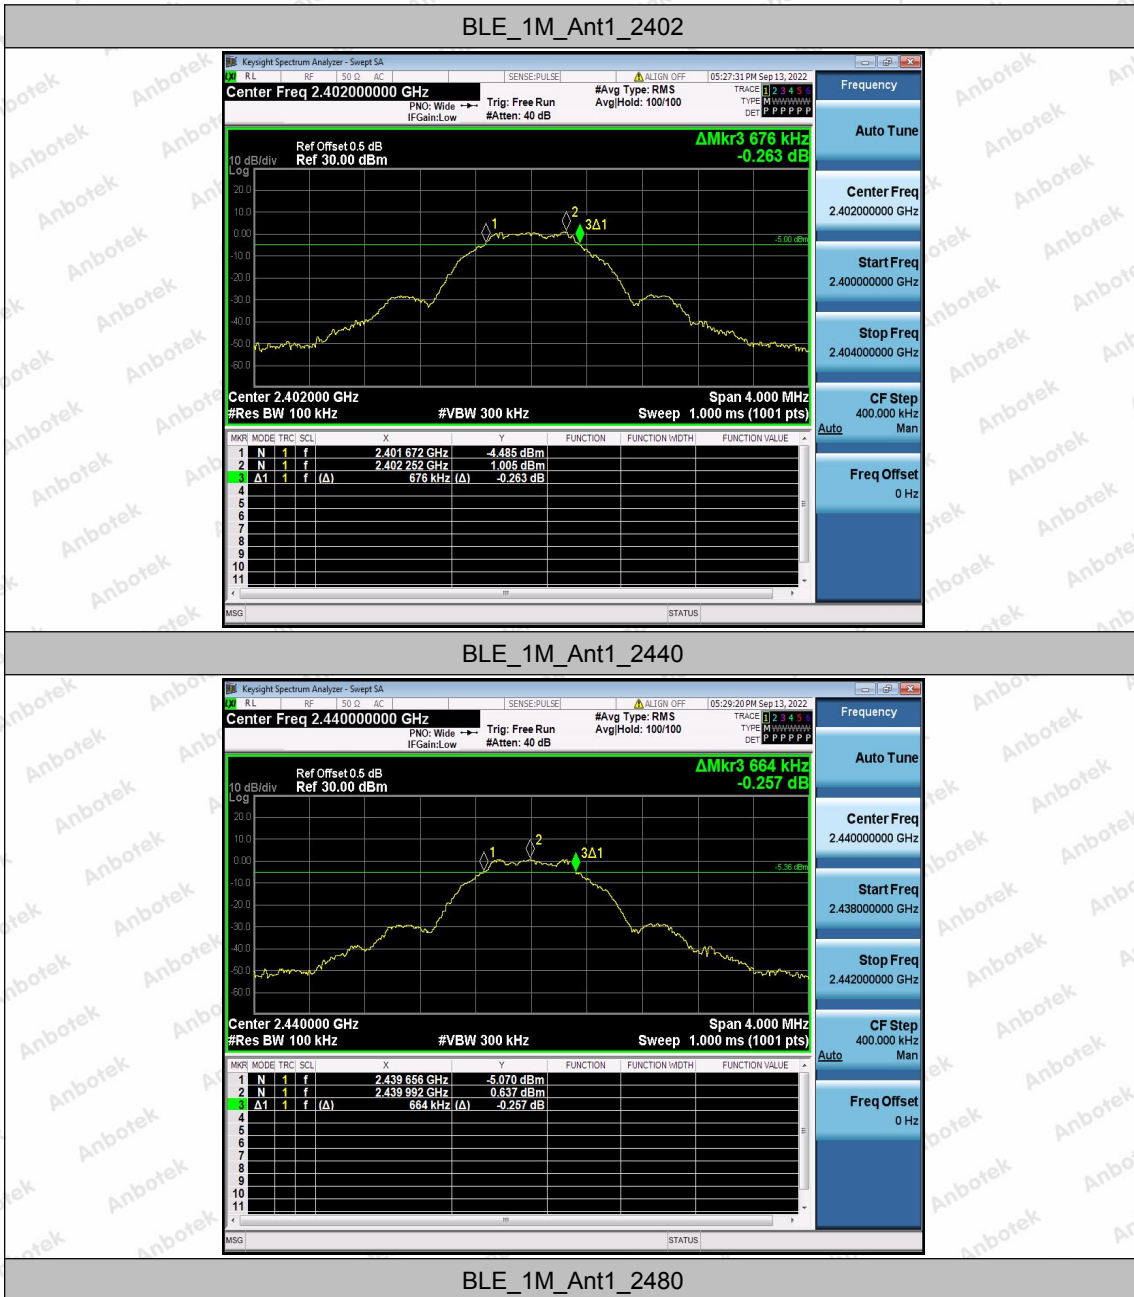 BLE_1M_Ant1_2402
Keysight Spectrum Analyzer - Swept SA
LXI RL RF 50 Ω AC SENSE:PULSE ALIGN OFF 05:27:31 PM Sep 13, 2022
Center Freq 2.402000000 GHz
PNO: Wide
IFGain:Low
Trig: Free Run
#Atten: 40 dB
#Avg Type: RMS
Avg|Hold: 100/100
TRACE 1 2 3 4 5 6
TYPE M WWWWW
DET P P P P P P
ΔMkr3 676 kHz
-0.263 dB
Ref Offset 0.5 dB
10 dB/div Ref 30.00 dBm
Log
20.0
10.0
0.00
-10.0
-20.0
-30.0
-40.0
-50.0
-60.0
1
2
3Δ1
-5.00 dBm
Center 2.402000 GHz Span 4.000 MHz
#Res BW 100 kHz #VBW 300 kHz Sweep 1.000 ms (1001 pts)
MKR MODE TRC SCL X Y FUNCTION FUNCTION WIDTH FUNCTION VALUE
1 N 1 f 2.401 672 GHz -4.485 dBm
2 N 1 f 2.402 252 GHz 1.005 dBm
3 Δ1 1 f (Δ) 676 kHz (Δ) -0.263 dB
4
5
6
7
8
9
10
11
MSG STATUS
Frequency
Auto Tune
Center Freq
2.402000000 GHz
Start Freq
2.400000000 GHz
Stop Freq
2.404000000 GHz
CF Step
400.000 kHz
Auto Man
Freq Offset
0 Hz
BLE_1M_Ant1_2440
Keysight Spectrum Analyzer - Swept SA
LXI RL RF 50 Ω AC SENSE:PULSE ALIGN OFF 05:29:20 PM Sep 13, 2022
Center Freq 2.440000000 GHz
PNO: Wide
IFGain:Low
Trig: Free Run
#Atten: 40 dB
#Avg Type: RMS
Avg|Hold: 100/100
TRACE 1 2 3 4 5 6
TYPE M WWWWW
DET P P P P P P
ΔMkr3 664 kHz
-0.257 dB
Ref Offset 0.5 dB
10 dB/div Ref 30.00 dBm
Log
20.0
10.0
0.00
-10.0
-20.0
-30.0
-40.0
-50.0
-60.0
1
2
3Δ1
-5.36 dBm
Center 2.440000 GHz Span 4.000 MHz
#Res BW 100 kHz #VBW 300 kHz Sweep 1.000 ms (1001 pts)
MKR MODE TRC SCL X Y FUNCTION FUNCTION WIDTH FUNCTION VALUE
1 N 1 f 2.439 656 GHz -5.070 dBm
2 N 1 f 2.439 992 GHz 0.637 dBm
3 Δ1 1 f (Δ) 664 kHz (Δ) -0.257 dB
4
5
6
7
8
9
10
11
MSG STATUS
Frequency
Auto Tune
Center Freq
2.440000000 GHz
Start Freq
2.438000000 GHz
Stop Freq
2.442000000 GHz
CF Step
400.000 kHz
Auto Man
Freq Offset
0 Hz
BLE_1M_Ant1_2480
Anbotek